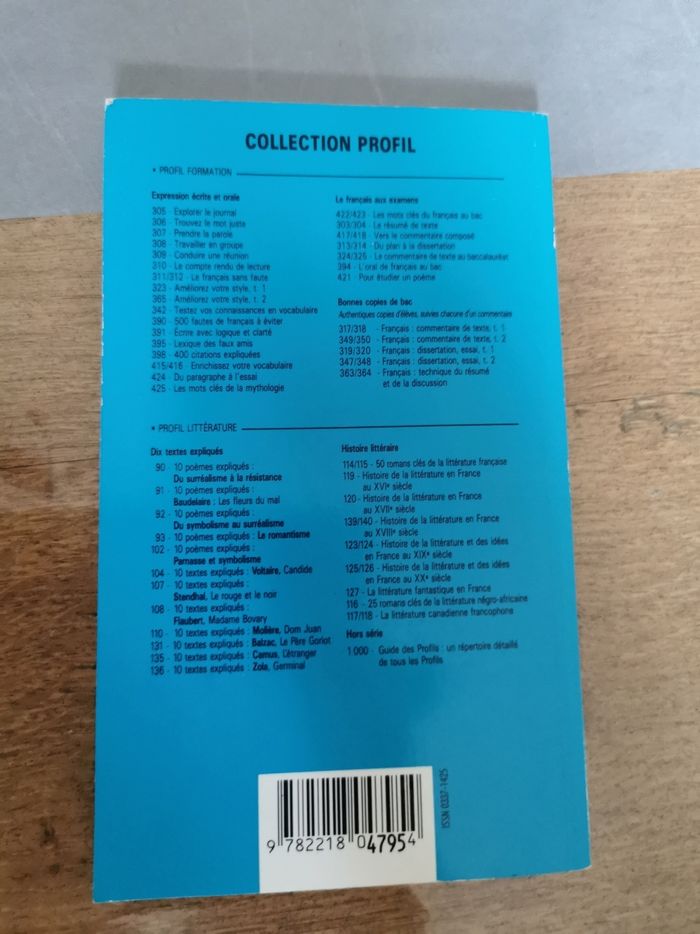 COLLECTION PROFIL
* PROFIL FORMATION
Expression écrite et orale
305 - Explorer le journal
306 - Trouvez le mot juste
307 - Prendre la parole
308 - Travailler en groupe
309 - Conduire une réunion
310 - Le compte rendu de lecture
311/312 - Le français sans faute
323 - Améliorez votre style, t. 1
365 - Améliorez votre style, t. 2
342 - Testez vos connaissances en vocabulaire
390 - 500 fautes de français à éviter
391 - Écrire avec logique et clarté
395 - Lexique des faux amis
398 - 400 citations expliquées
415/416 - Enrichissez votre vocabulaire
424 - Du paragraphe à l'essai
425 - Les mots clés de la mythologie
Le français aux examens
422/423 - Les mots clés du français au bac
303/304 - Le résumé de texte
417/418 - Vers le commentaire composé
313/314 - Du plan à la dissertation
324/325 - Le commentaire de texte au baccalauréat
394 - L'oral de français au bac
421 - Pour étudier un poème
Bonnes copies de bac
Authentiques copies d'élèves, suivies chacune d'un commentaire
317/318 - Français : commentaire de texte, t. 1
349/350 - Français : commentaire de texte, t. 2
319/320 - Français : dissertation, essai, t. 1
347/348 - Français : dissertation, essai, t. 2
363/364 - Français : technique du résumé
et de la discussion
* PROFIL LITTÉRATURE
Dix textes expliqués
90 - 10 poèmes expliqués :
Du surréalisme à la résistance
91 - 10 poèmes expliqués :
Baudelaire : Les fleurs du mal
92 - 10 poèmes expliqués :
Du symbolisme au surréalisme
93 - 10 poèmes expliqués : Le romantisme
102 - 10 poèmes expliqués :
Parnasse et symbolisme
104 - 10 textes expliqués : Voltaire, Candide
107 - 10 textes expliqués :
Stendhal, Le rouge et le noir
108 - 10 textes expliqués :
Flaubert, Madame Bovary
110 - 10 textes expliqués : Molière, Dom Juan
131 - 10 textes expliqués : Balzac, Le Père Goriot
135 - 10 textes expliqués : Camus, L'étranger
136 - 10 textes expliqués : Zola, Germinal
Histoire littéraire
114/115 - 50 romans clés de la littérature française
119 - Histoire de la littérature en France
au XVIe siècle
120 - Histoire de la littérature en France
au XVIIe siècle
139/140 - Histoire de la littérature en France
au XVIIIe siècle
123/124 - Histoire de la littérature et des idées
en France au XIXe siècle
125/126 - Histoire de la littérature et des idées
en France au XXe siècle
127 - La littérature fantastique en France
116 - 25 romans clés de la littérature négro-africaine
117/118 - La littérature canadienne francophone
Hors série
1 000 - Guide des Profils : un répertoire détaillé
de tous les Profils
9 782218 047954
ISSN 0337-1425